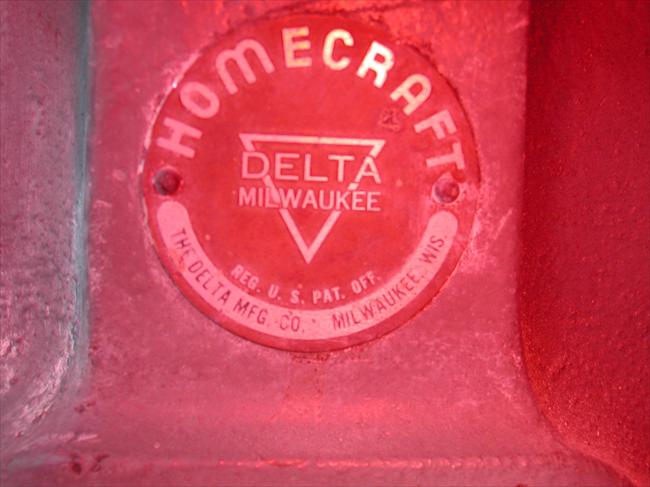 HOMECRAFT
DELTA
MILWAUKEE
REG. U. S. PAT. OFF.
THE DELTA MFG. CO. MILWAUKEE, WIS.